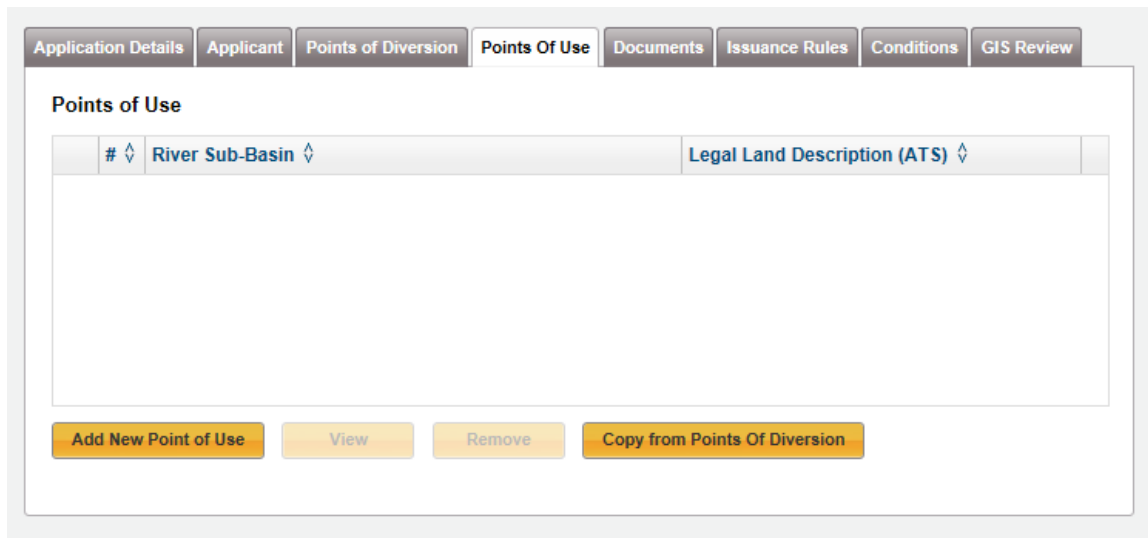 Application Details Applicant Points of Diversion Points Of Use Documents Issuance Rules Conditions GIS Review
Points of Use
# River Sub-Basin Legal Land Description (ATS)
Add New Point of Use View Remove Copy from Points Of Diversion